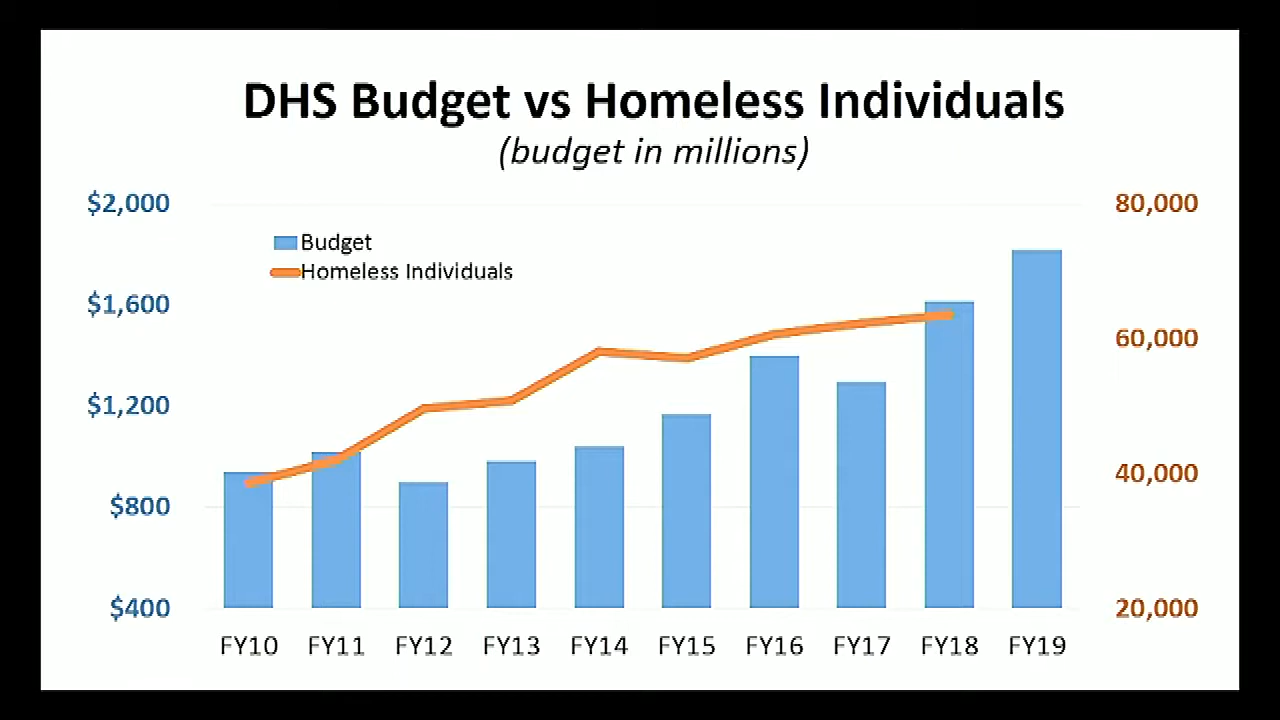 DHS Budget vs Homeless Individuals
(budget in millions)
$2,000
80,000
Budget
Homeless Individuals
$1,600
60,000
$1,200
40,000
$800
$400
20,000
FY10 FY11 FY12 FY13 FY14 FY15 FY16 FY17 FY18 FY19